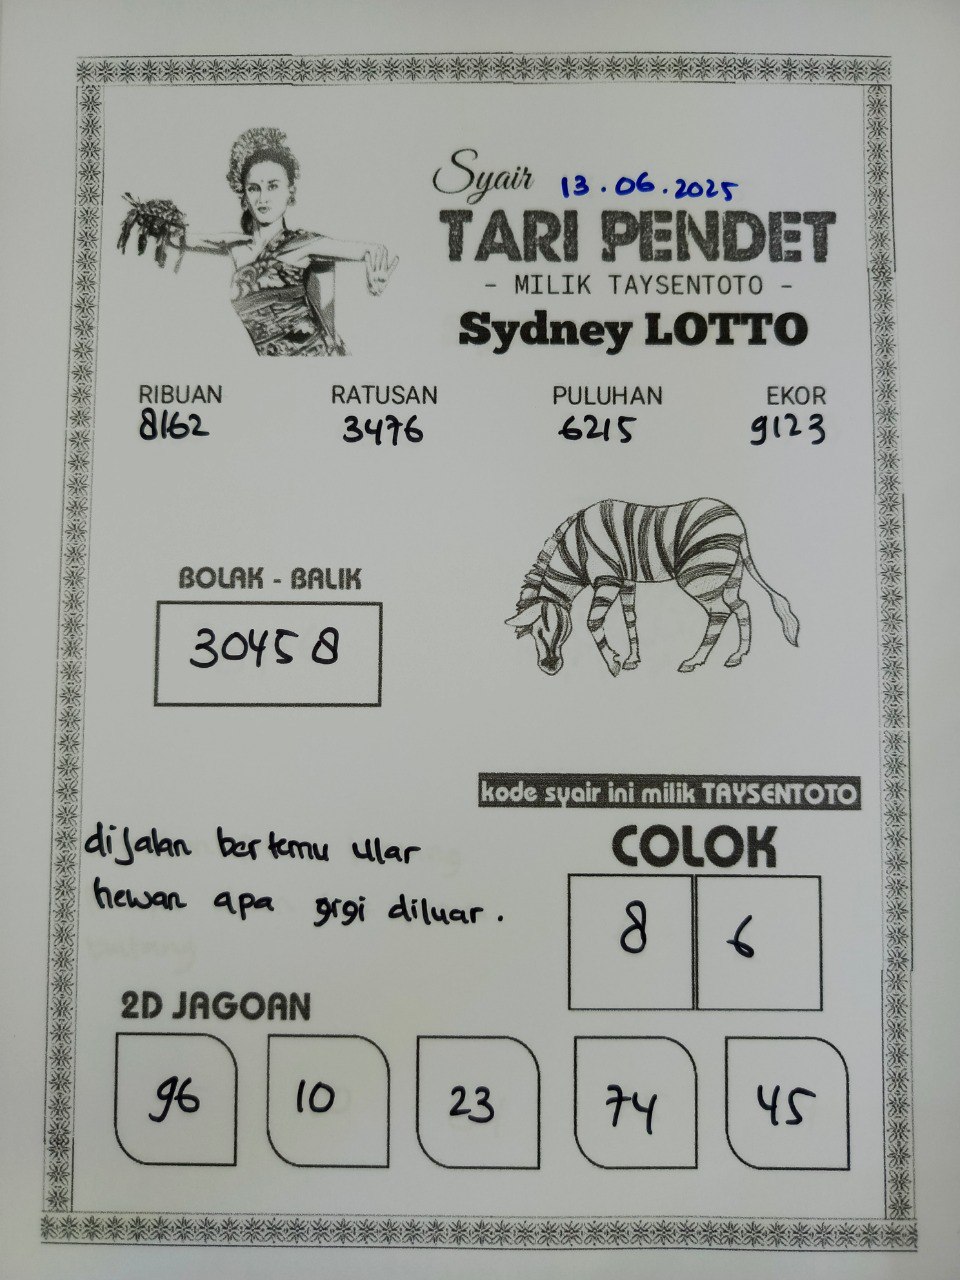 Syair 13.06.2025
TARI PENDET
- MILIK TAYSENTOTO -
Sydney LOTTO
RIBUAN RATUSAN PULUHAN EKOR
8162 3476 6215 9123
BOLAK - BALIK
30458
kode syair ini milik TAYSENTOTO
diJalan bertemu ular
hewan apa gigi diluar.
COLOK
8 6
2D JAGOAN
96 10 23 74 45